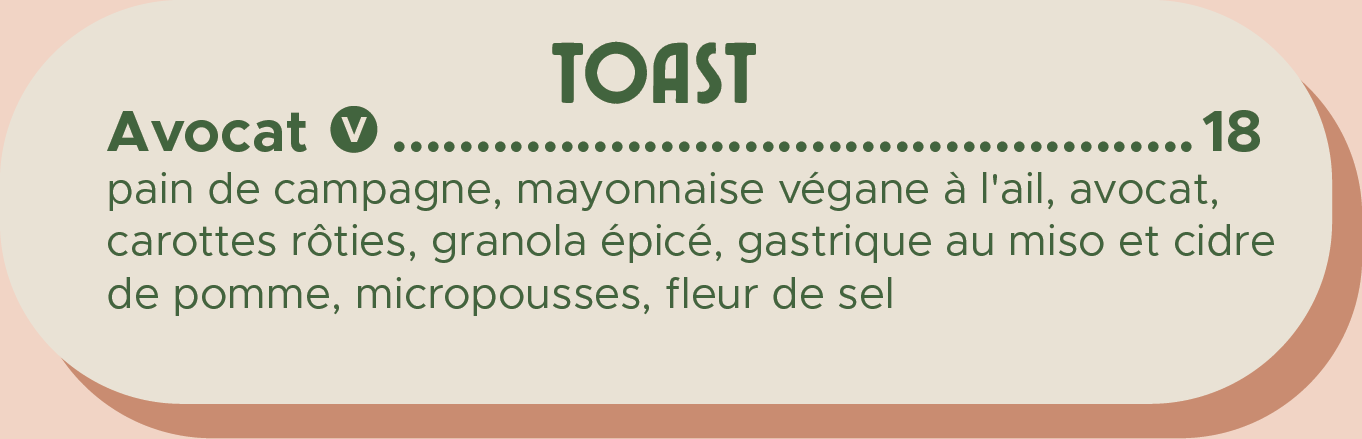 TOAST
Avocat V ................................................ 18
pain de campagne, mayonnaise végane à l'ail, avocat,
carottes rôties, granola épicé, gastrique au miso et cidre
de pomme, micropousses, fleur de sel